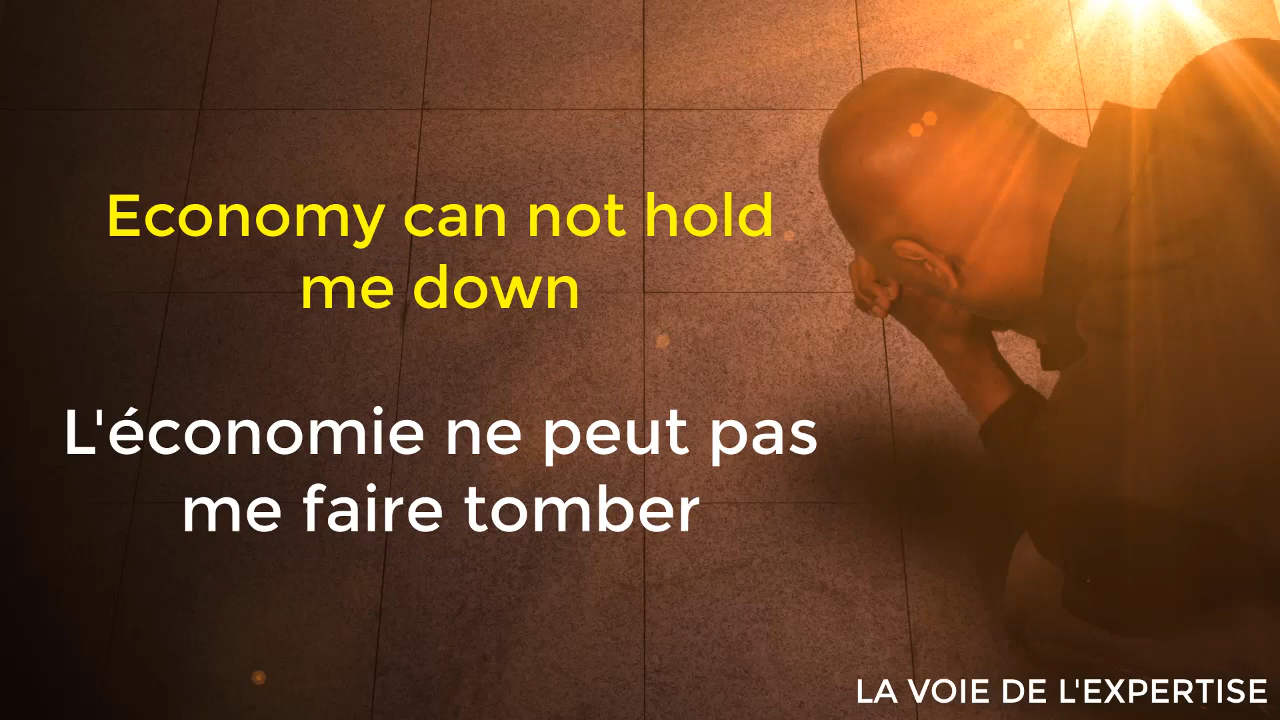 Economy can not hold
me down
L'économie ne peut pas
me faire tomber
LA VOIE DE L'EXPERTISE